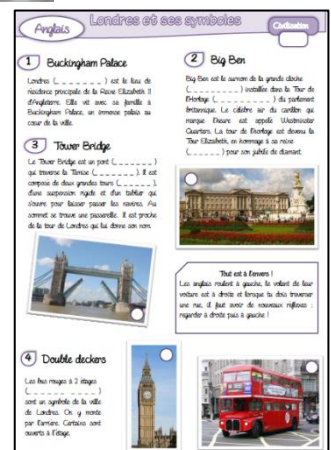 Anglais
Londres et ses symboles
Civilisation
1 Buckingham Palace
Londres (_ _ _ _ _ _ _) est le lieu de
résidence principale de la Reine Elizabeth II
d'Angleterre. Elle vit avec sa famille à
Buckingham Palace, un immense palais au
cœur de la ville.
2 Big Ben
Big Ben est le surnom de la grande cloche
(_ _ _ _ _ _ _ _) installée dans la Tour de
l'Horloge (_ _ _ _ _) du parlement
britannique. Le célèbre air du carillon qui
marque l'heure est appelé Westminster
Quarters. La tour de l'horloge est devenu la
Tour Elizabeth, en hommage à sa reine
(_ _ _ _ _) pour son jubilé de diamant.
3 Tower Bridge
Le Tower Bridge est un pont (_ _ _ _ _ _)
qui traverse la Tamise (_ _ _ _ _ _). Il est
composé de deux grandes tours (_ _ _ _ _ _),
d'une suspension rigide et d'un tablier qui
s'ouvre pour laisser passer les navires. Au
sommet se trouve une passerelle. Il est proche
de la tour de Londres qui lui donne son nom.
Tout est à l'envers !
Les anglais roulent à gauche, le volant de leur
voiture est à droite et lorsque tu dois traverser
une rue, il faut avoir de nouveaux réflexes :
regarder à droite puis à gauche !
4 Double deckers
Les bus rouges à 2 étages
(_ _ _ _ _ _ _ _ _)
sont un symbole de la ville
de Londres. On y monte
par l'arrière. Certains sont
ouverts à l'étage.